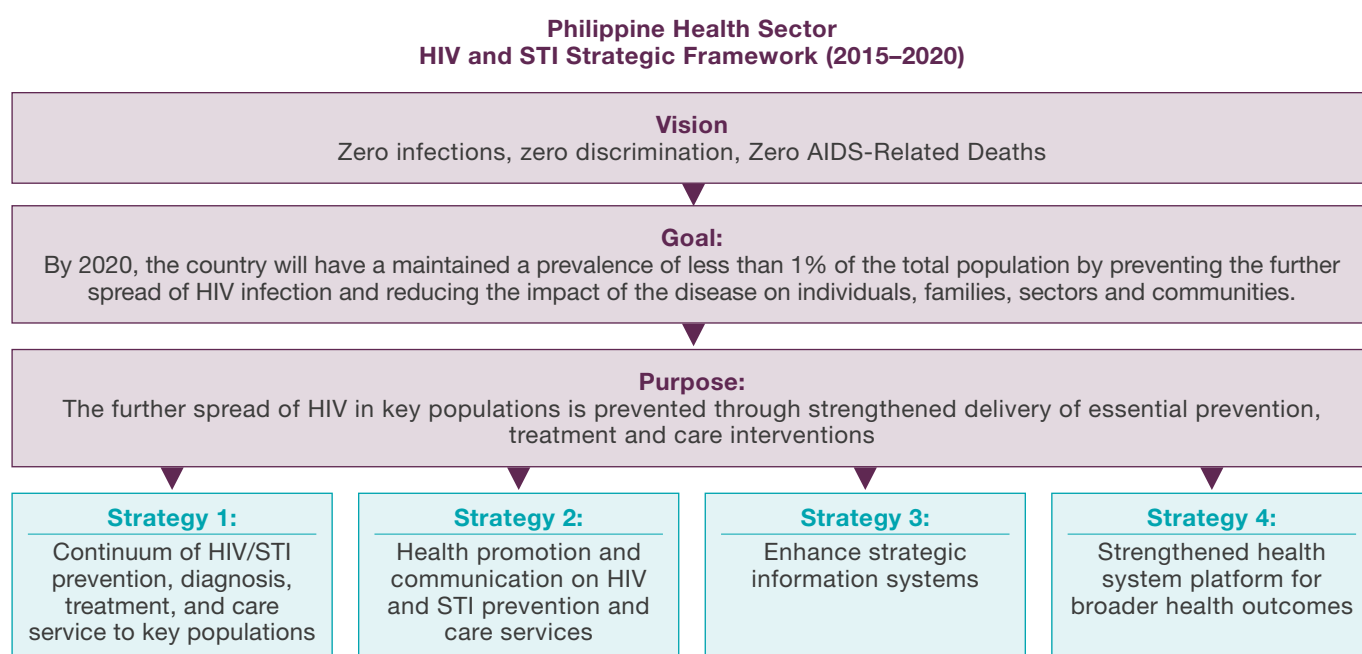 Philippine Health Sector
HIV and STI Strategic Framework (2015–2020)
Vision
Zero infections, zero discrimination, Zero AIDS-Related Deaths
Goal:
By 2020, the country will have a maintained a prevalence of less than 1% of the total population by preventing the further
spread of HIV infection and reducing the impact of the disease on individuals, families, sectors and communities.
Purpose:
The further spread of HIV in key populations is prevented through strengthened delivery of essential prevention,
treatment and care interventions
Strategy 1:
Continuum of HIV/STI
prevention, diagnosis,
treatment, and care
service to key populations
Strategy 2:
Health promotion and
communication on HIV
and STI prevention and
care services
Strategy 3:
Enhance strategic
information systems
Strategy 4:
Strengthened health
system platform for
broader health outcomes